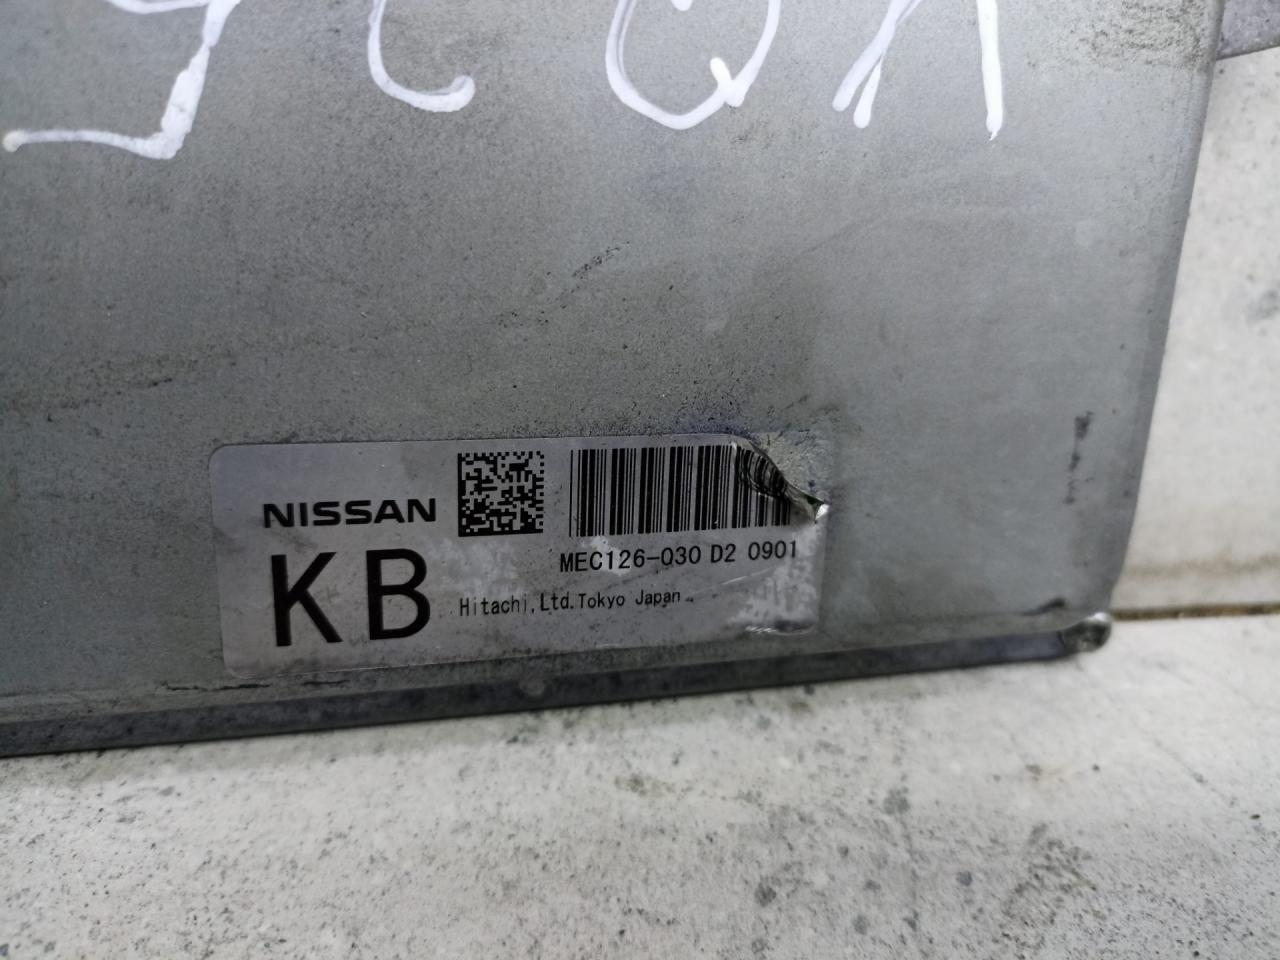 NISSAN
KB
MEC126-030 D2 0901
Hitachi,Ltd.Tokyo Japan